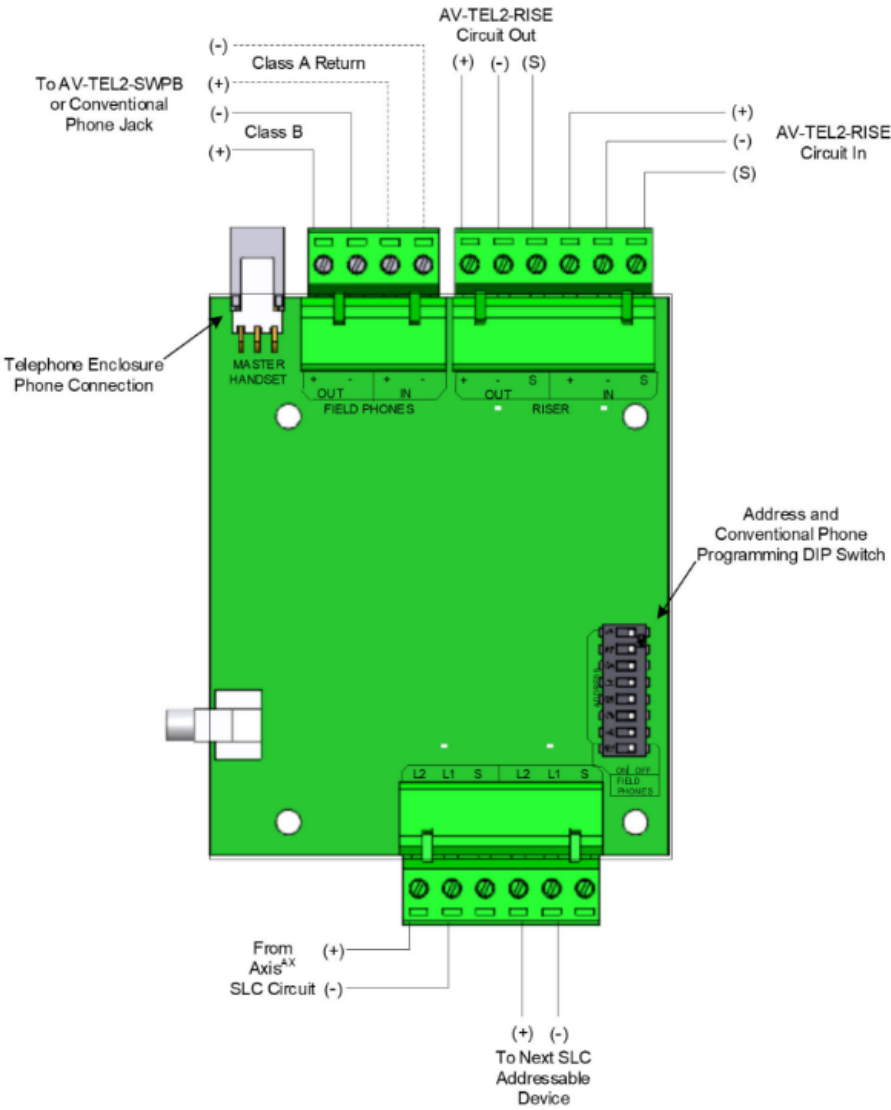 AV-TEL2-RISE
Circuit Out
(+) (-) (S)
(-)
Class A Return
To AV-TEL2-SWPB
or Conventional
Phone Jack
(+)
(-)
Class B
(+)
(+)
(-)
(S)
AV-TEL2-RISE
Circuit In
Telephone Enclosure
Phone Connection
MASTER
HANDSET
+ - + -
OUT IN
FIELD PHONES
+ - S + - S
OUT IN
RISER
Address and
Conventional Phone
Programming DIP Switch
ADDRESS
ON OFF
FIELD
PHONES
L2 L1 S L2 L1 S
From
Axis AX
SLC Circuit
(+)
(-)
(+) (-)
To Next SLC
Addressable
Device